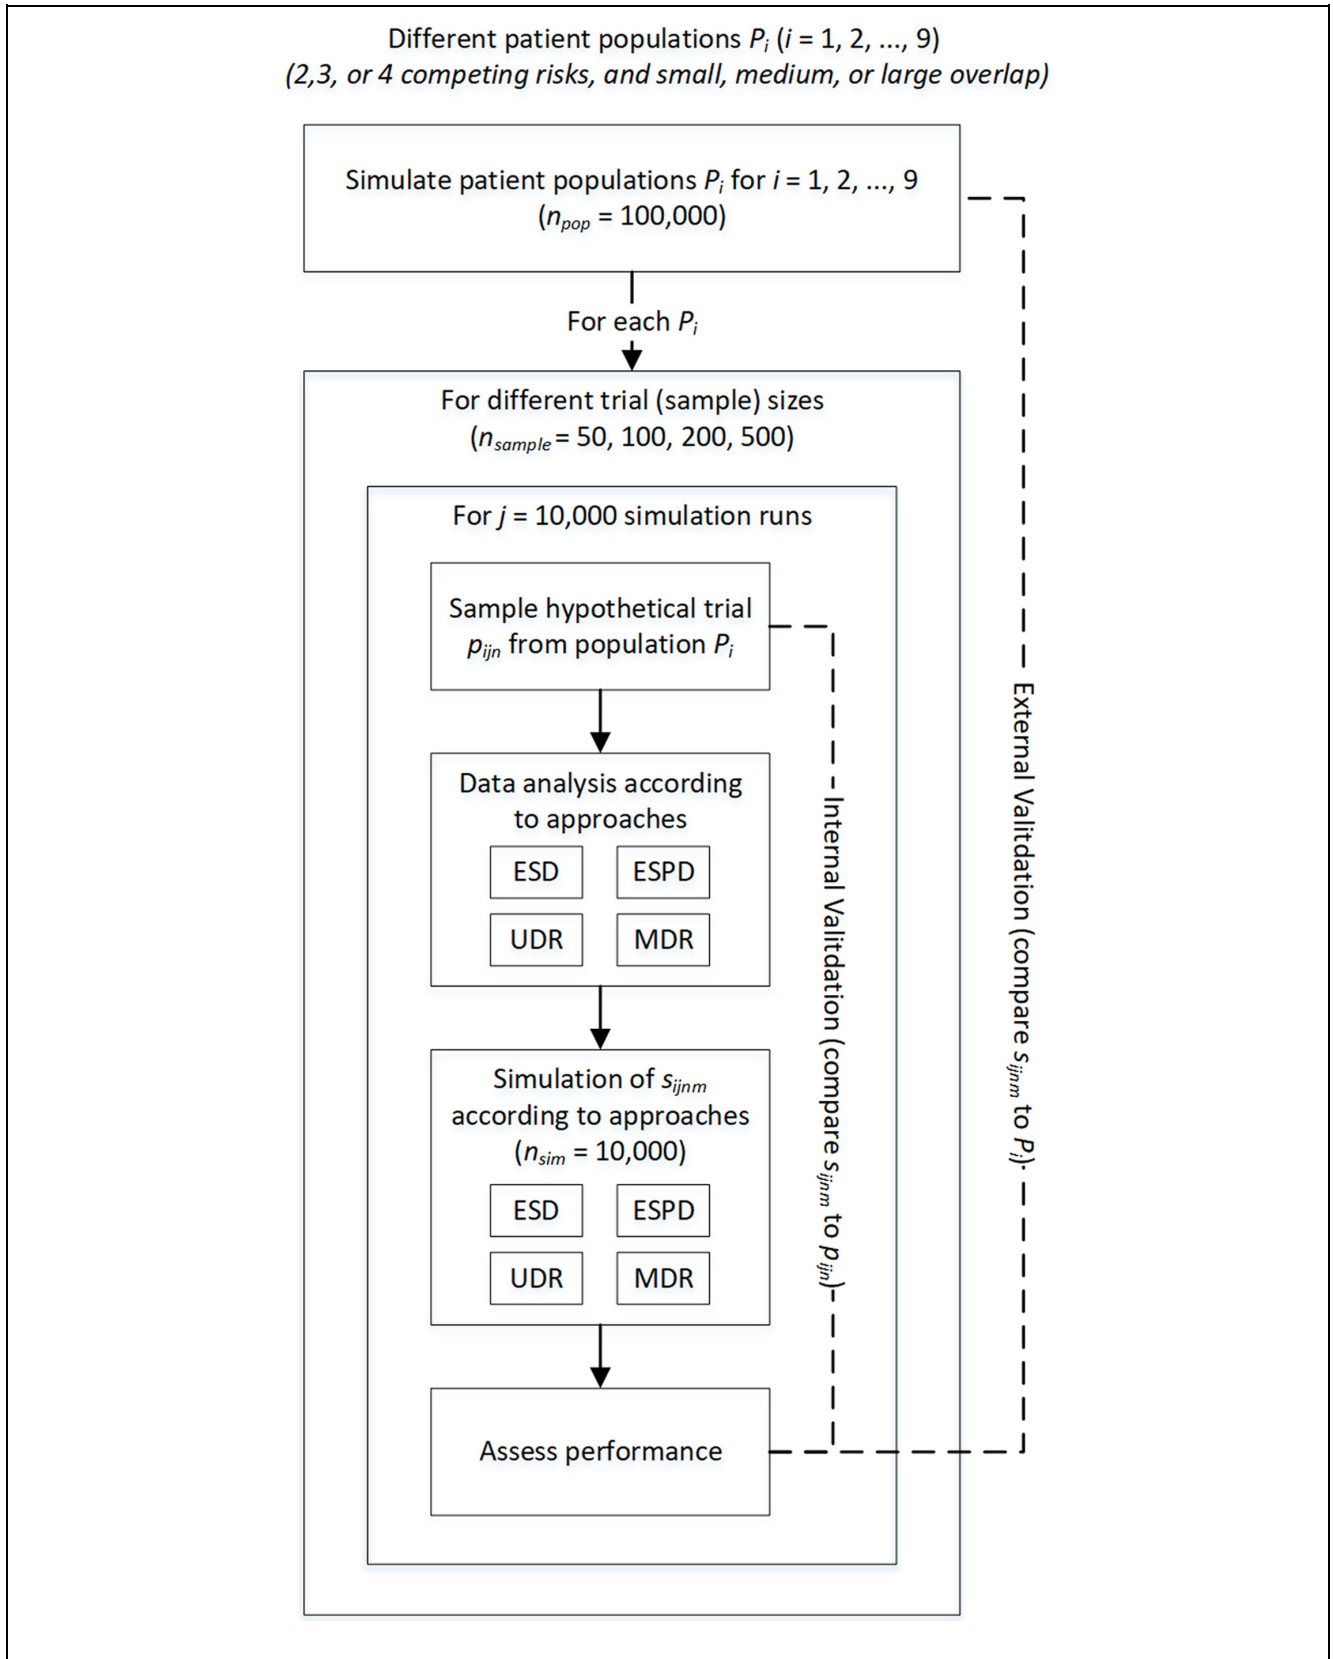 Different patient populations Pi (i = 1, 2, ..., 9)
(2,3, or 4 competing risks, and small, medium, or large overlap)
Simulate patient populations Pi for i = 1, 2, ..., 9
(npop = 100,000)
For each Pi
For different trial (sample) sizes
(nsample = 50, 100, 200, 500)
For j = 10,000 simulation runs
Sample hypothetical trial
pijn from population Pi
Data analysis according
to approaches
ESD
ESPD
UDR
MDR
Simulation of sijnm
according to approaches
(nsim = 10,000)
ESD
ESPD
UDR
MDR
Assess performance
Internal Valitdation (compare sijnm to pijn)
External Valitdation (compare sijnm to Pi)